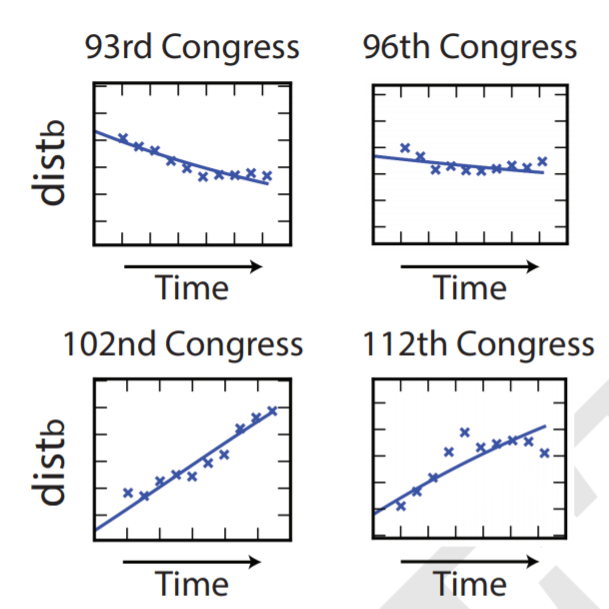 93rd Congress
96th Congress
distb
Time
Time
102nd Congress
112th Congress
distb
Time
Time